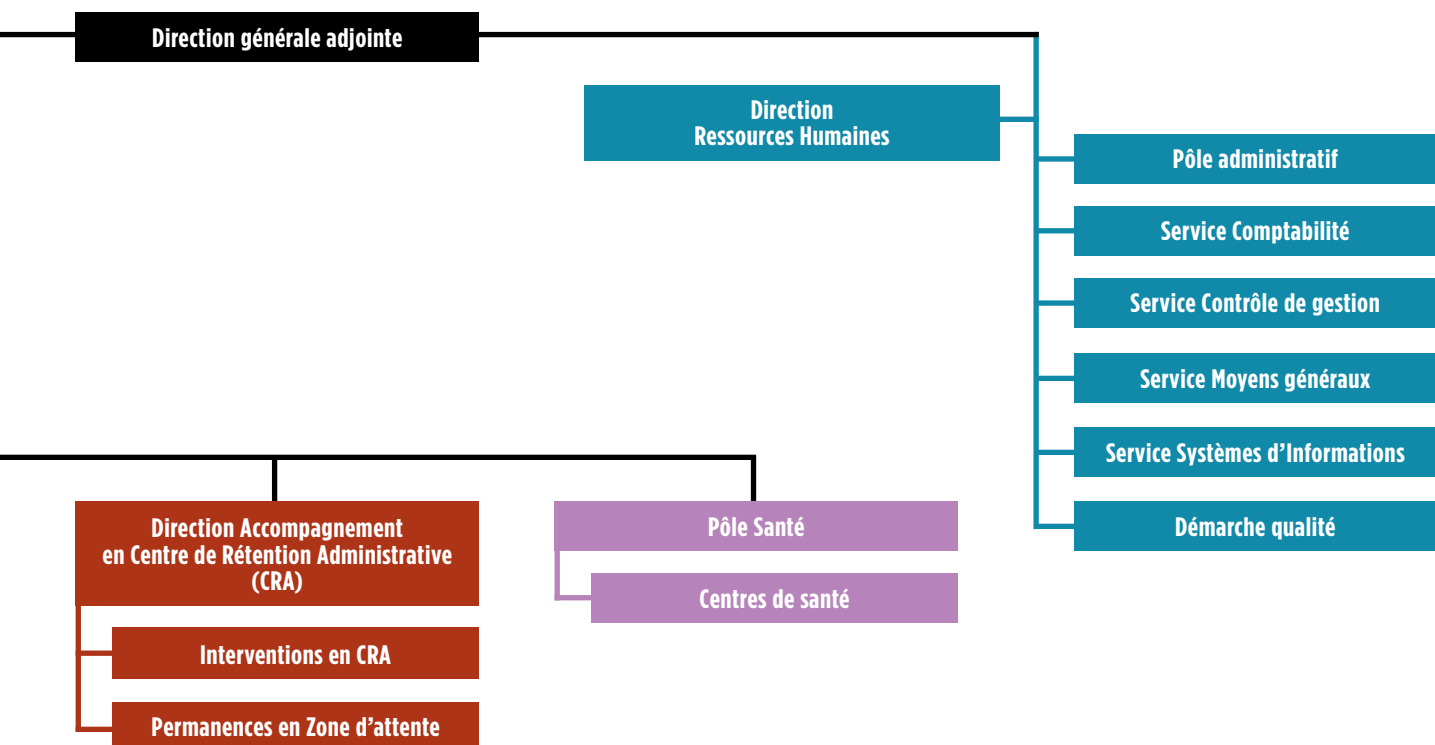 Direction générale adjointe
Direction
Ressources Humaines
Pôle administratif
Service Comptabilité
Service Contrôle de gestion
Service Moyens généraux
Service Systèmes d’Informations
Démarche qualité
Direction Accompagnement
en Centre de Rétention Administrative
(CRA)
Interventions en CRA
Permanences en Zone d’attente
Pôle Santé
Centres de santé